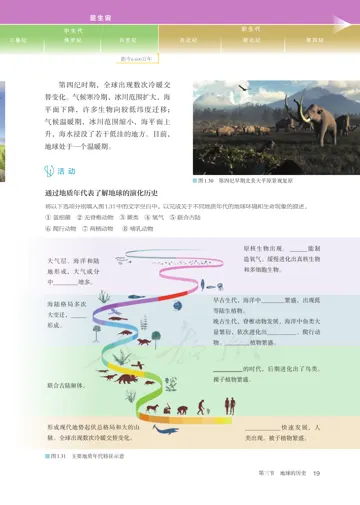 显生宙
中生代
新生代
三叠纪
侏罗纪
白垩纪
古近纪
新近纪
第四纪
距今0.66亿年
第四纪时期，全球出现数次冷暖交
替变化。气候寒冷期，冰川范围扩大，海
平面下降，许多生物向较低纬度迁移；
气候温暖期，冰川范围缩小，海平面上
升，海水浸没了若干低洼的地方。目前，
地球处于一个温暖期。
图1.30 第四纪早期北美大平原景观复原
活动
通过地质年代表了解地球的演化历史
将以下选项分别填入图1.31中的文字空白中，以完成关于不同地质年代的地球环境和生命现象的叙述。
①蓝细菌 ②无脊椎动物 ③蕨类 ④氧气 ⑤联合古陆
⑥爬行动物 ⑦两栖动物 ⑧哺乳动物
大气层、海洋和陆
地形成，大气成分
中______增多。
原核生物出现，______能制
造氧气。缓慢进化出真核生物
和多细胞生物。
海陆格局多次
大变迁，_____
形成。
早古生代，海洋中______繁盛，出现低
等陆生植物。
晚古生代，脊椎动物发展，海洋中鱼类大
量繁衍，依次进化出______、爬行动
物。______植物繁盛。
联合古陆解体。
______的时代，后期进化出了鸟类。
裸子植物繁盛。
形成现代地势起伏总格局和大的山
脉。全球出现数次冷暖交替变化。
______快速发展，人
类出现。被子植物繁盛。
图1.31 主要地质年代特征示意
第三节 地球的历史 19